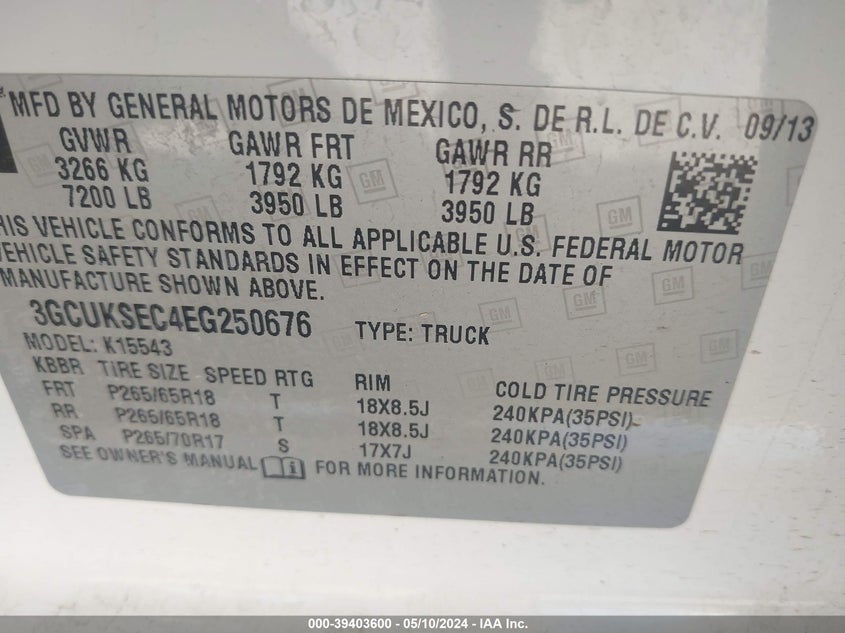 MFD BY GENERAL MOTORS DE MEXICO, S. DE R.L. DE C.V. 09/13
GVWR GAWR FRT GAWR RR
3266 KG 1792 KG 1792 KG
7200 LB 3950 LB 3950 LB
HIS VEHICLE CONFORMS TO ALL APPLICABLE U.S. FEDERAL MOTOR
VEHICLE SAFETY STANDARDS IN EFFECT ON THE DATE OF
MANUFACTURE SHOWN ABOVE.
3GCUKSEC4EG250676 TYPE: TRUCK
MODEL: K15543
KBBR TIRE SIZE SPEED RTG RIM COLD TIRE PRESSURE
FRT P265/65R18 T 18X8.5J 240KPA(35PSI)
RR P265/65R18 T 18X8.5J 240KPA(35PSI)
SPA P265/70R17 S 17X7J 240KPA(35PSI)
SEE OWNER'S MANUAL FOR MORE INFORMATION.
000-39403600 - 05/10/2024 - IAA Inc.